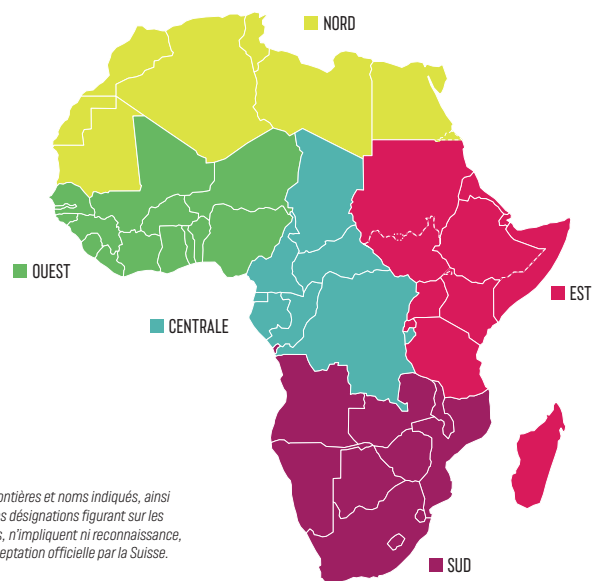 NORD
OUEST
EST
CENTRALE
SUD
ontières et noms indiqués, ainsi
s désignations figurant sur les
s, n'impliquent ni reconnaissance,
eptation officielle par la Suisse.